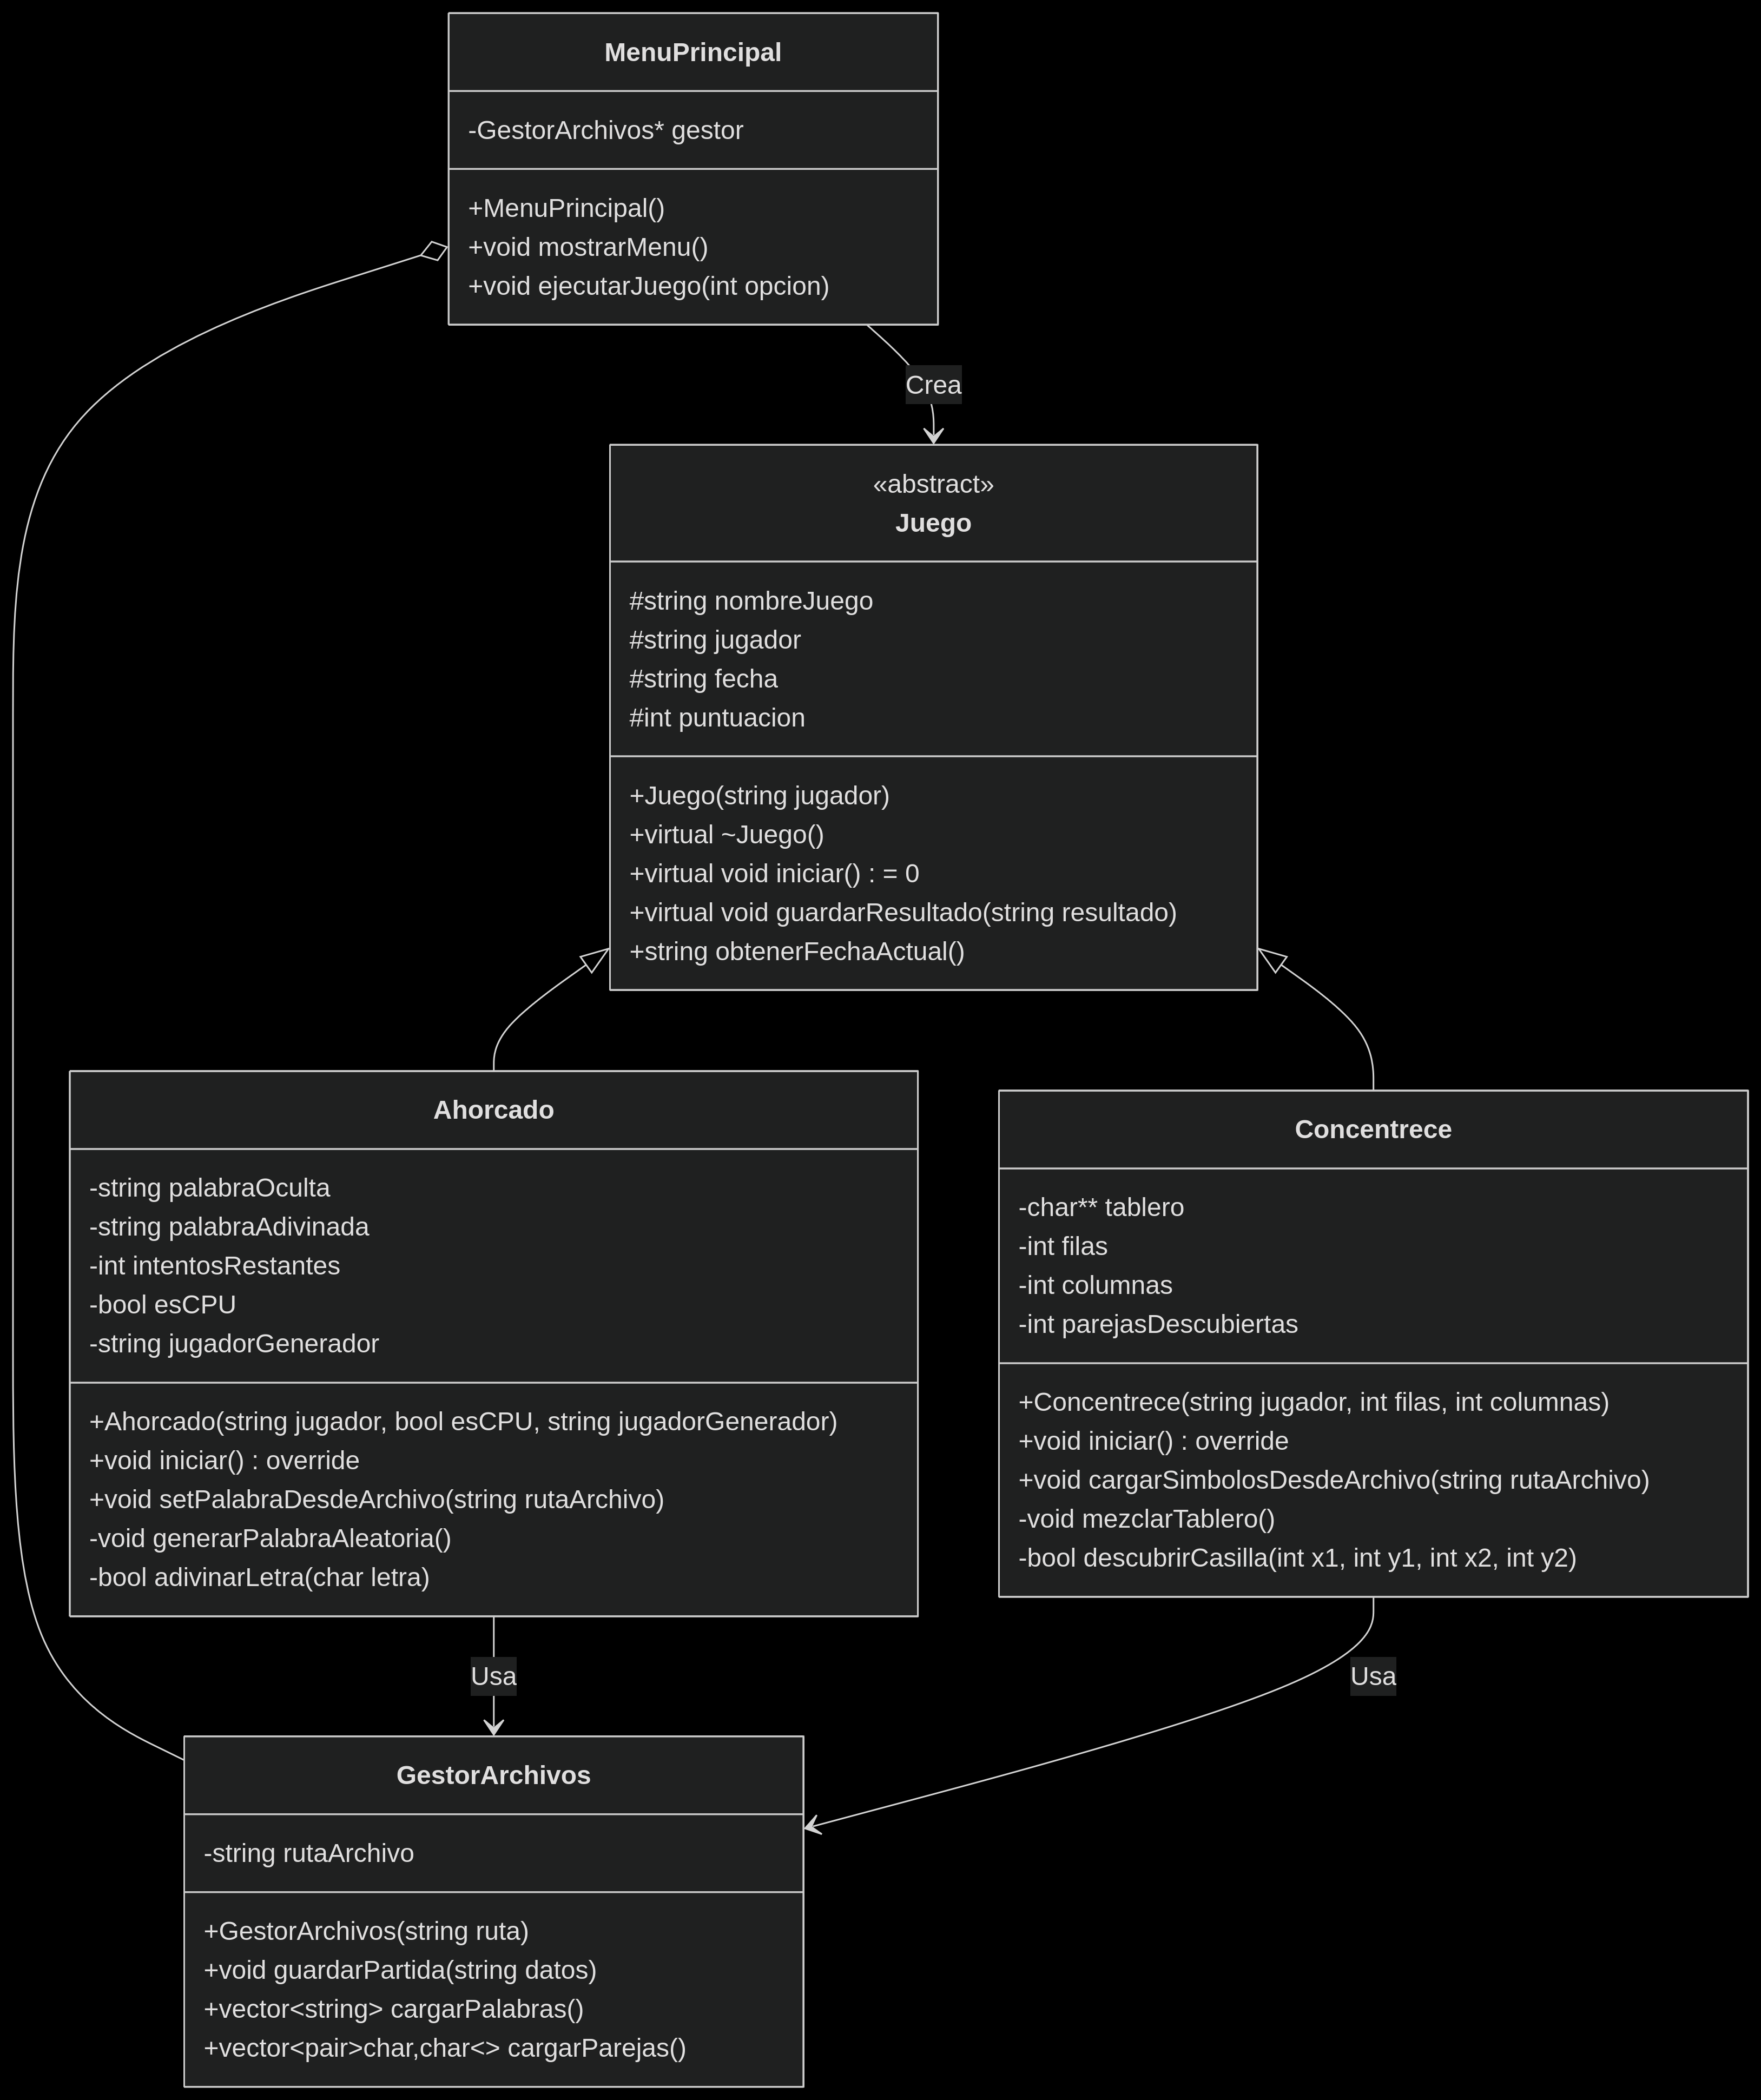 MenuPrincipal
-GestorArchivos* gestor
+MenuPrincipal()
+void mostrarMenu()
+void ejecutarJuego(int opcion)
Crea
«abstract»
Juego
#string nombreJuego
#string jugador
#string fecha
#int puntuacion
+Juego(string jugador)
+virtual ~Juego()
+virtual void iniciar() : = 0
+virtual void guardarResultado(string resultado)
+string obtenerFechaActual()
Ahorcado
-string palabraOculta
-string palabraAdivinada
-int intentosRestantes
-bool esCPU
-string jugadorGenerador
+Ahorcado(string jugador, bool esCPU, string jugadorGenerador)
+void iniciar() : override
+void setPalabraDesdeArchivo(string rutaArchivo)
-void generarPalabraAleatoria()
-bool adivinarLetra(char letra)
Concentrece
-char** tablero
-int filas
-int columnas
-int parejasDescubiertas
+Concentrece(string jugador, int filas, int columnas)
+void iniciar() : override
+void cargarSimbolosDesdeArchivo(string rutaArchivo)
-void mezclarTablero()
-bool descubrirCasilla(int x1, int y1, int x2, int y2)
Usa
Usa
GestorArchivos
-string rutaArchivo
+GestorArchivos(string ruta)
+void guardarPartida(string datos)
+vector<string> cargarPalabras()
+vector<pair>char,char<> cargarParejas()